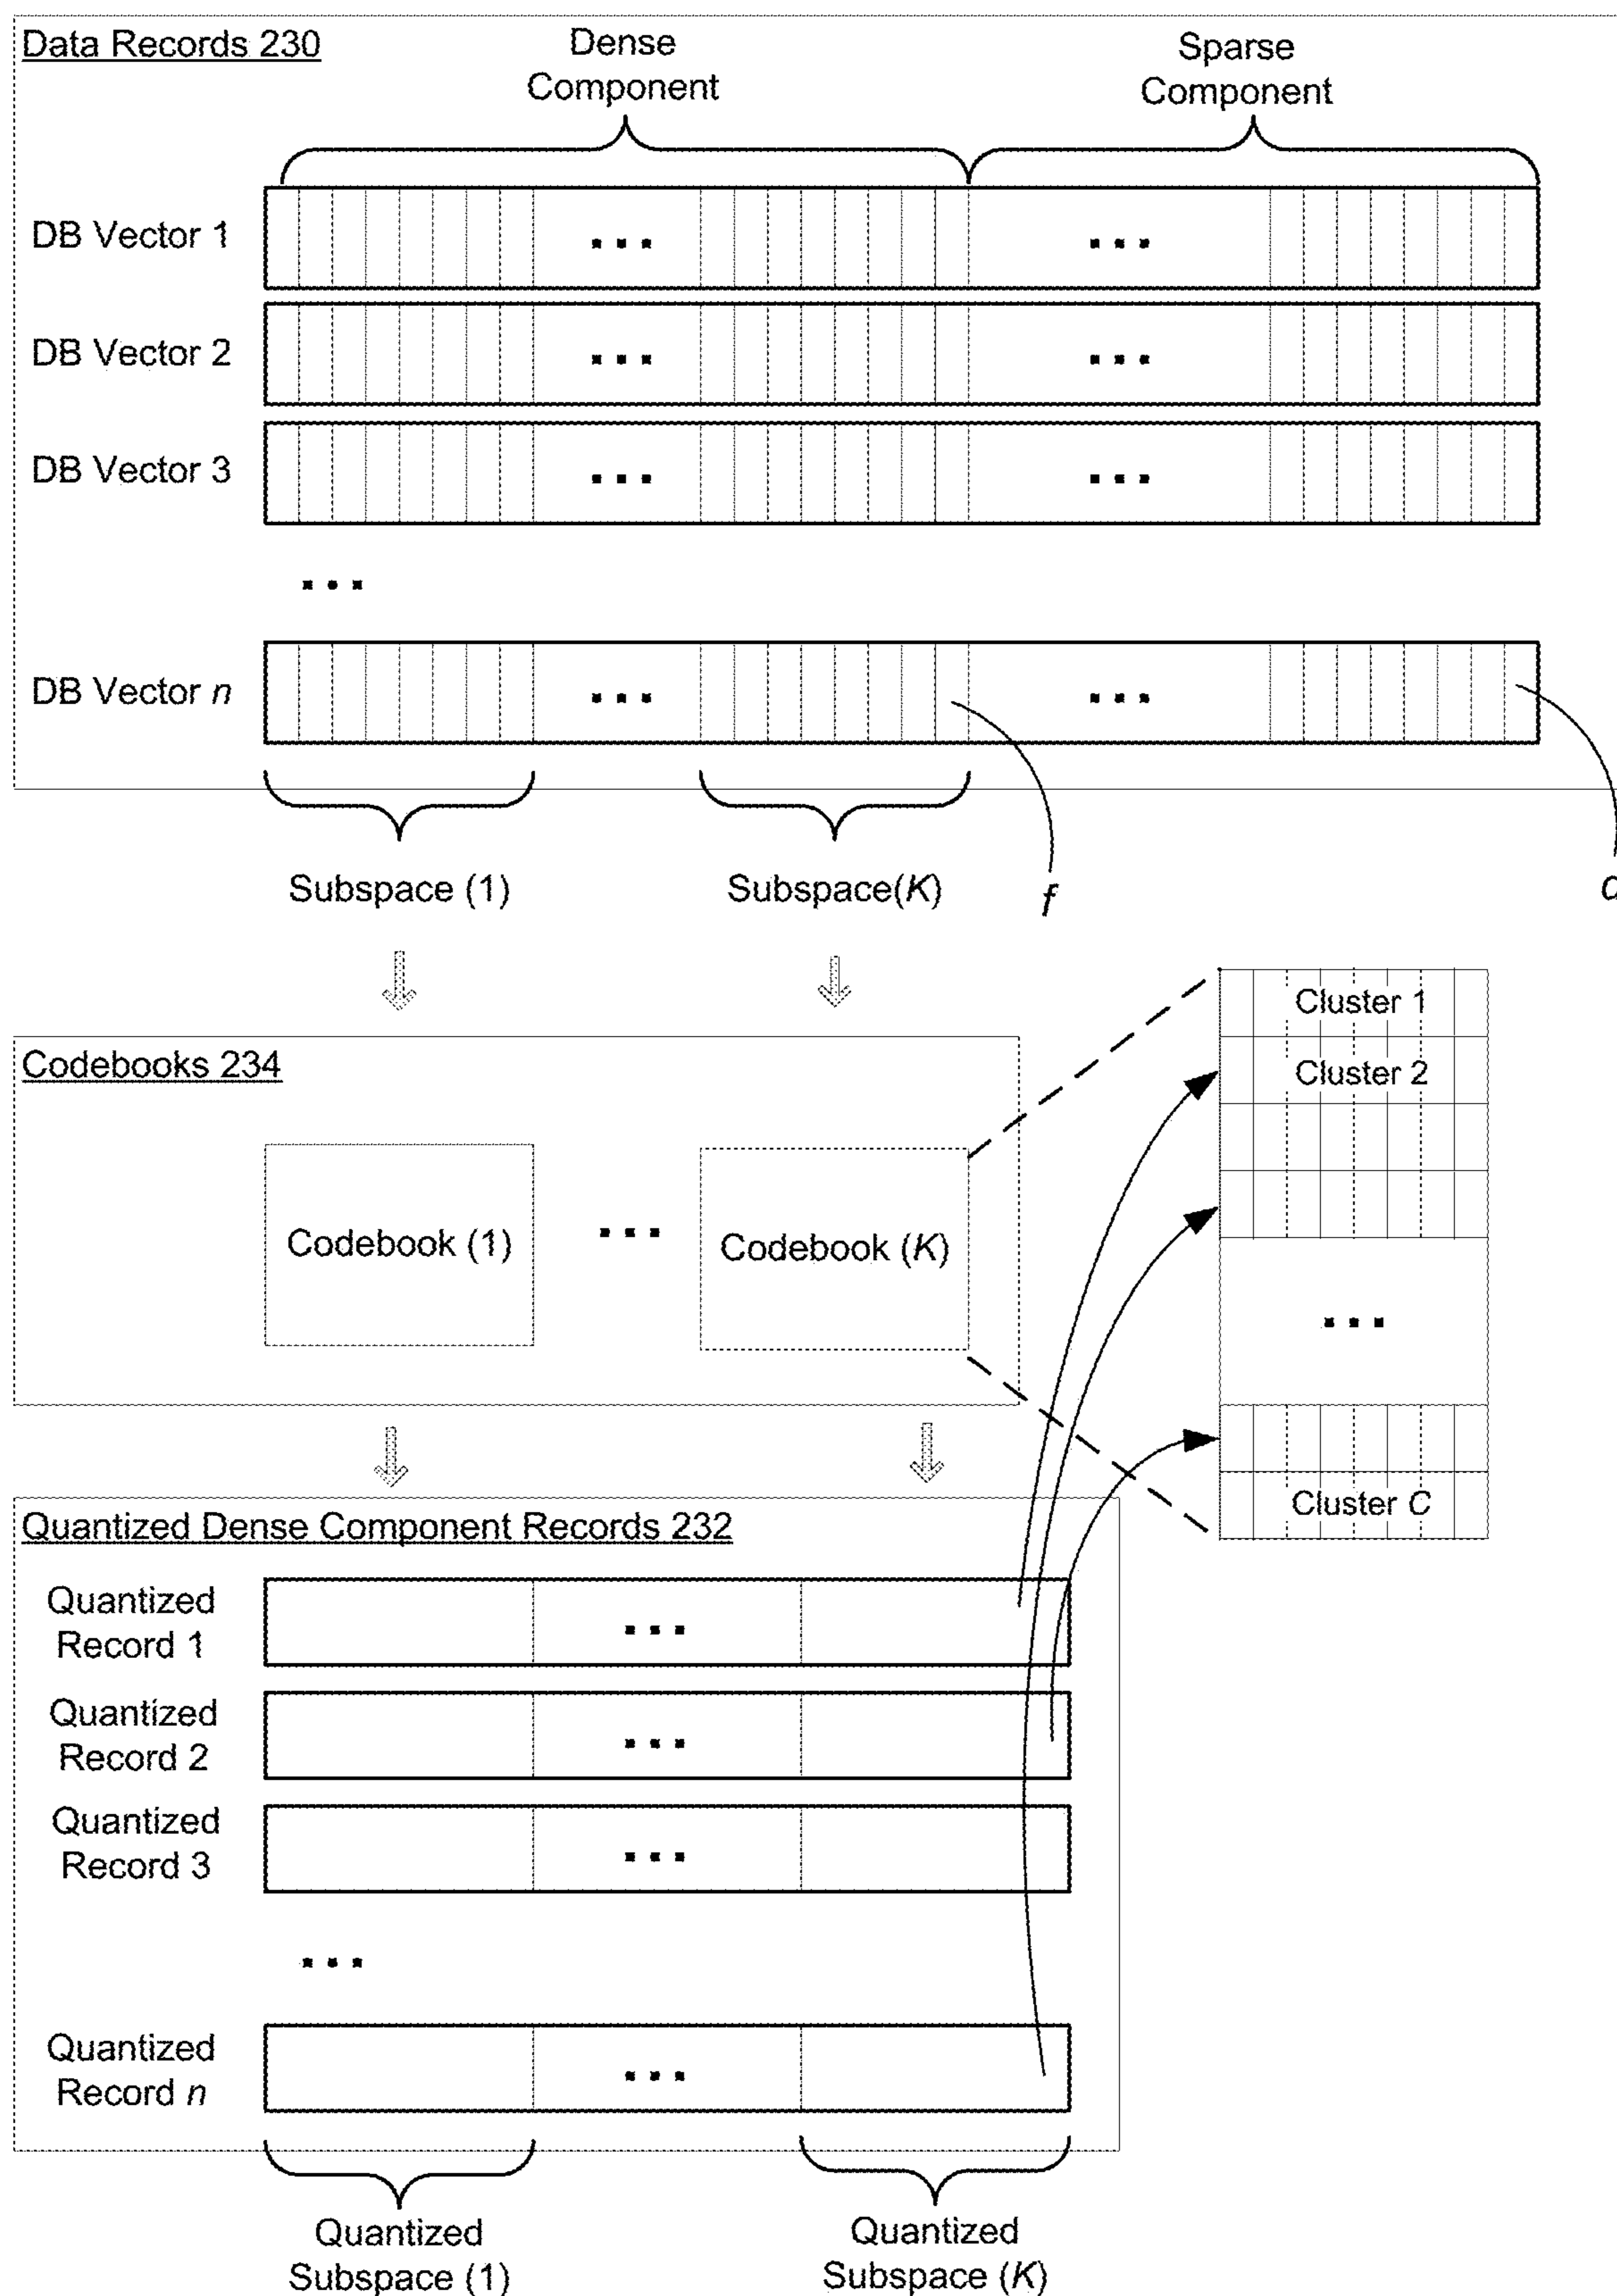 Data Records 230
Dense
Component
Sparse
Component
DB Vector 1
...
...
DB Vector 2
...
...
DB Vector 3
...
...
...
DB Vector n
...
...
Subspace (1)
Subspace(K)
f
Cluster 1
Cluster 2
...
Cluster C
Codebooks 234
Codebook (1)
...
Codebook (K)
Quantized Dense Component Records 232
Quantized
Record 1
...
Quantized
Record 2
...
Quantized
Record 3
...
...
Quantized
Record n
...
Quantized
Subspace (1)
Quantized
Subspace (K)